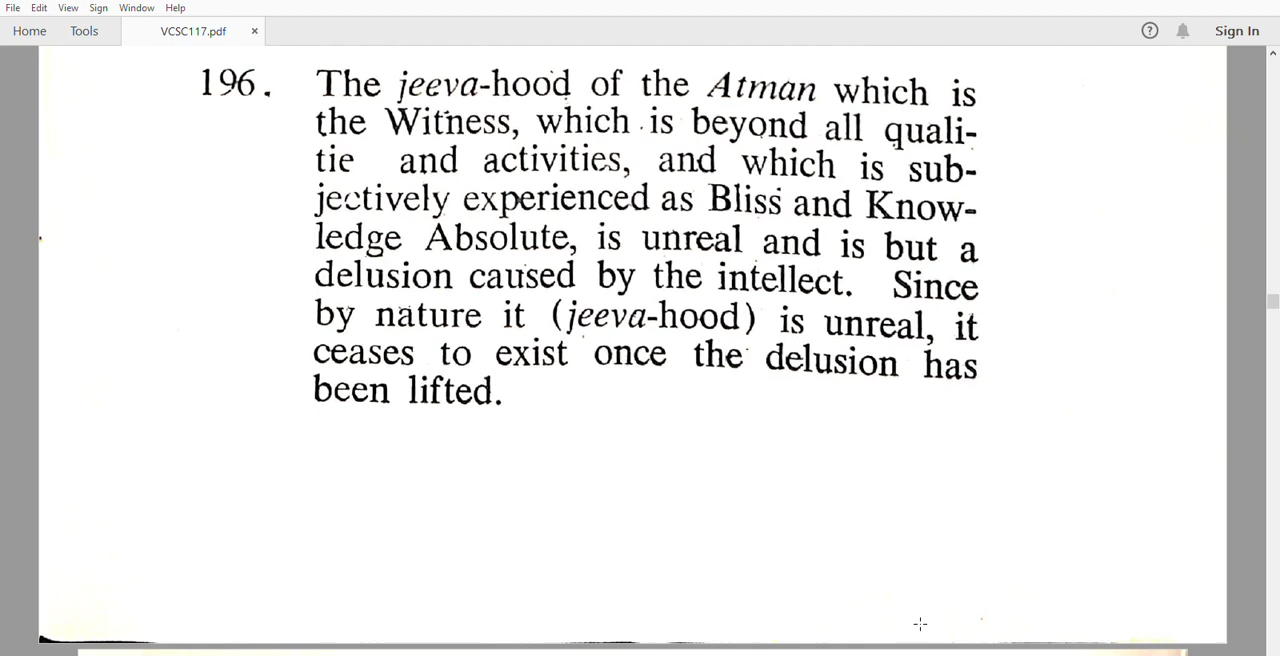 File Edit View Sign Window Help
Home Tools VCSC117.pdf × ? Sign In
196. The jeeva-hood of the Atman which is
the Witness, which is beyond all quali-
tie and activities, and which is sub-
jectively experienced as Bliss and Know-
ledge Absolute, is unreal and is but a
delusion caused by the intellect. Since
by nature it (jeeva-hood) is unreal, it
ceases to exist once the delusion has
been lifted.